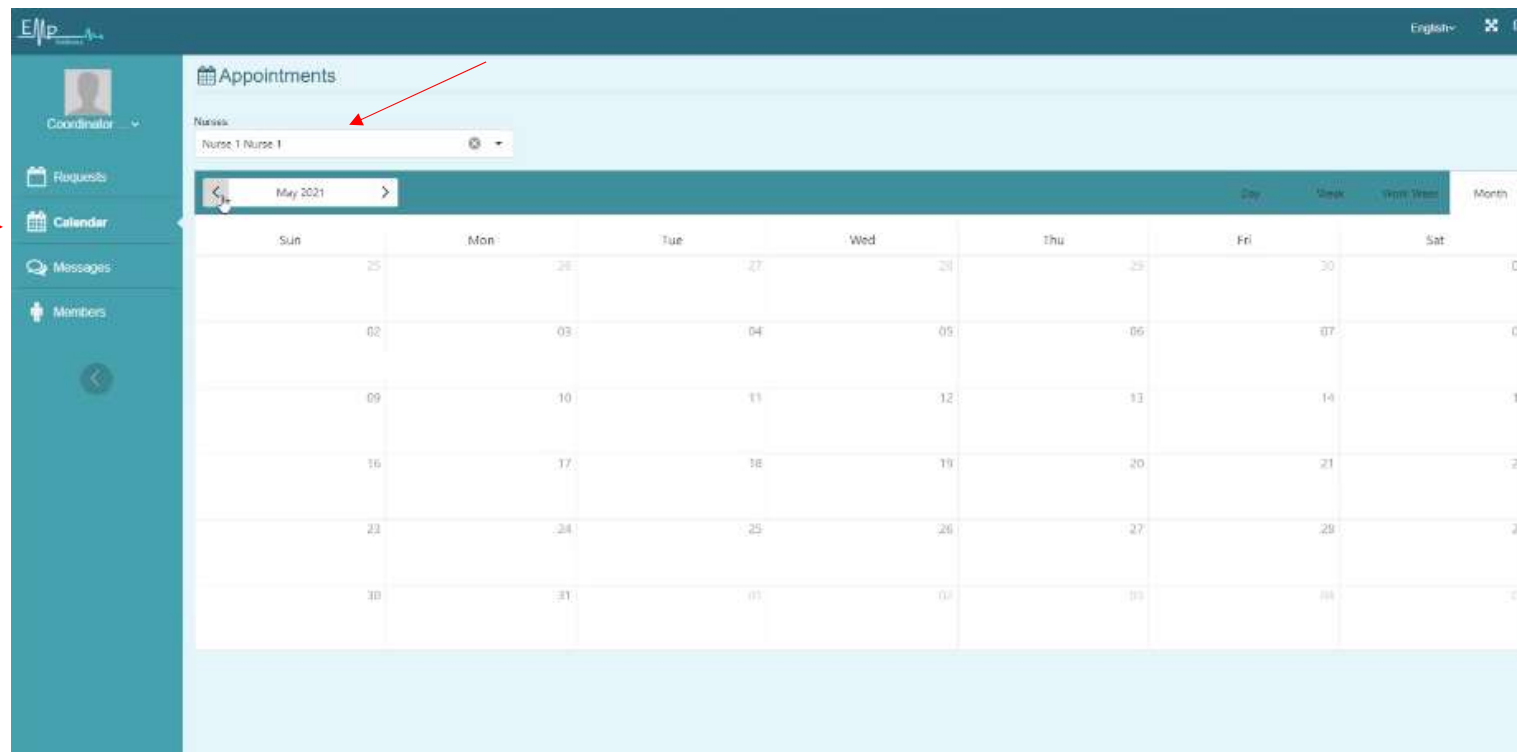 EMP
English
Appointments
Coordinator ...
Nurses
Nurse 1 Nurse 1
Requests
May 2021
Day Week Work Week Month
Calendar
Sun Mon Tue Wed Thu Fri Sat
Messages
25 26 27 28 29 30
Members
02 03 04 05 06 07
09 10 11 12 13 14
16 17 18 19 20 21
23 24 25 26 27 28
30 31 01 02 03 04